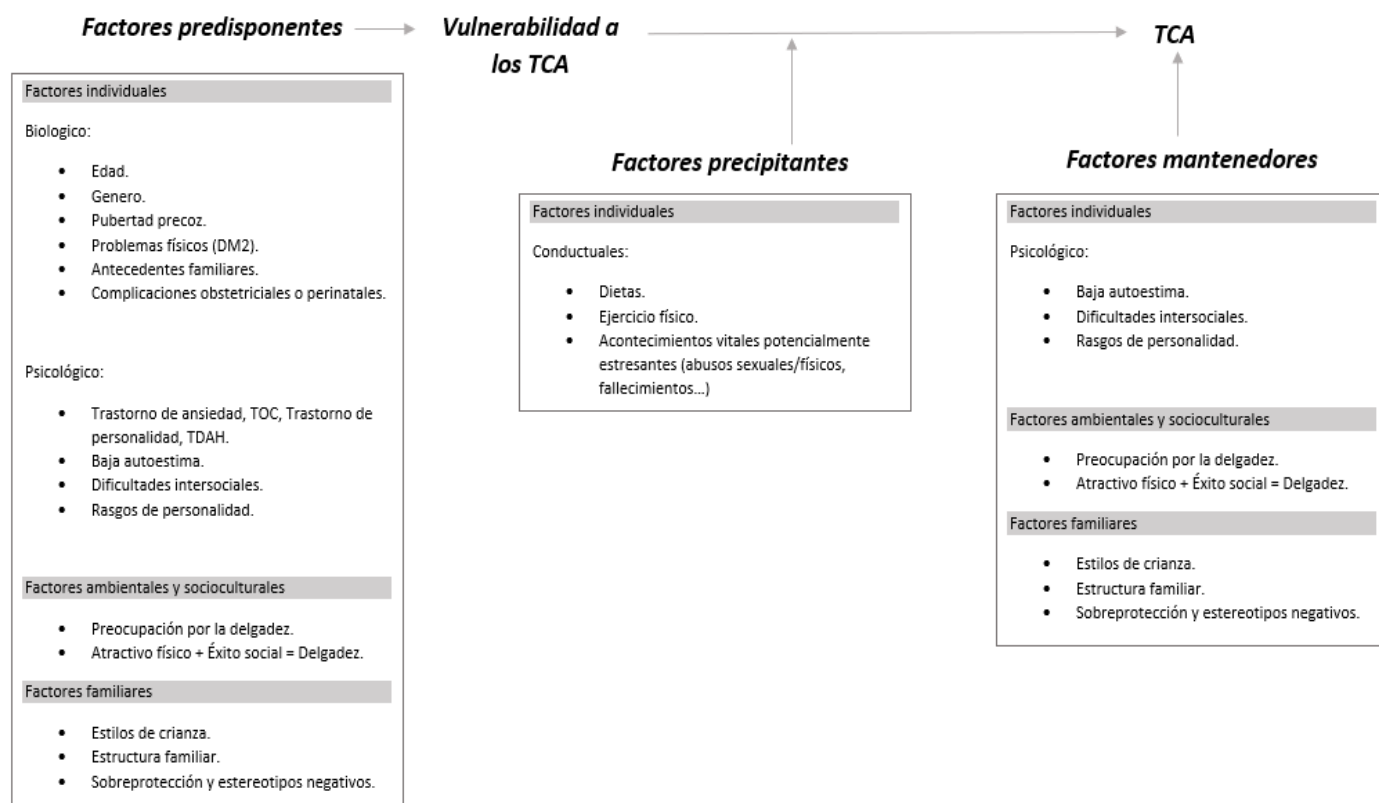 Factores predisponentes
Vulnerabilidad a
los TCA
TCA
Factores individuales
Biologico:
• Edad.
• Genero.
• Pubertad precoz.
• Problemas físicos (DM2).
• Antecedentes familiares.
• Complicaciones obstetriciales o perinatales.
Psicológico:
• Trastorno de ansiedad, TOC, Trastorno de
personalidad, TDAH.
• Baja autoestima.
• Dificultades intersociales.
• Rasgos de personalidad.
Factores ambientales y socioculturales
• Preocupación por la delgadez.
• Atractivo físico + Éxito social = Delgadez.
Factores familiares
• Estilos de crianza.
• Estructura familiar.
• Sobreprotección y estereotipos negativos.
Factores precipitantes
Factores individuales
Conductuales:
• Dietas.
• Ejercicio físico.
• Acontecimientos vitales potencialmente
estresantes (abusos sexuales/físicos,
fallecimientos…)
Factores mantenedores
Factores individuales
Psicológico:
• Baja autoestima.
• Dificultades intersociales.
• Rasgos de personalidad.
Factores ambientales y socioculturales
• Preocupación por la delgadez.
• Atractivo físico + Éxito social = Delgadez.
Factores familiares
• Estilos de crianza.
• Estructura familiar.
• Sobreprotección y estereotipos negativos.